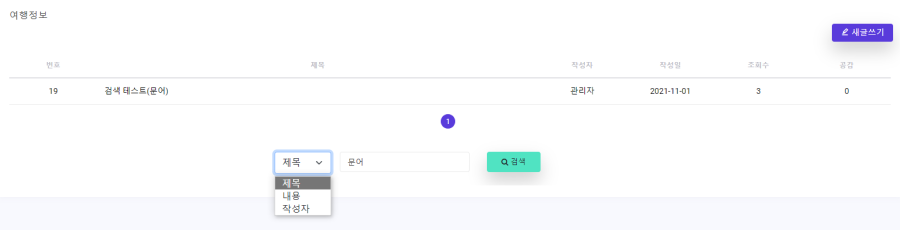 여행정보
새글쓰기
번호 제목 작성자 작성일 조회수 공감
19 검색 테스트(문어) 관리자 2021-11-01 3 0
1
제목 문어 검색
제목
내용
작성자